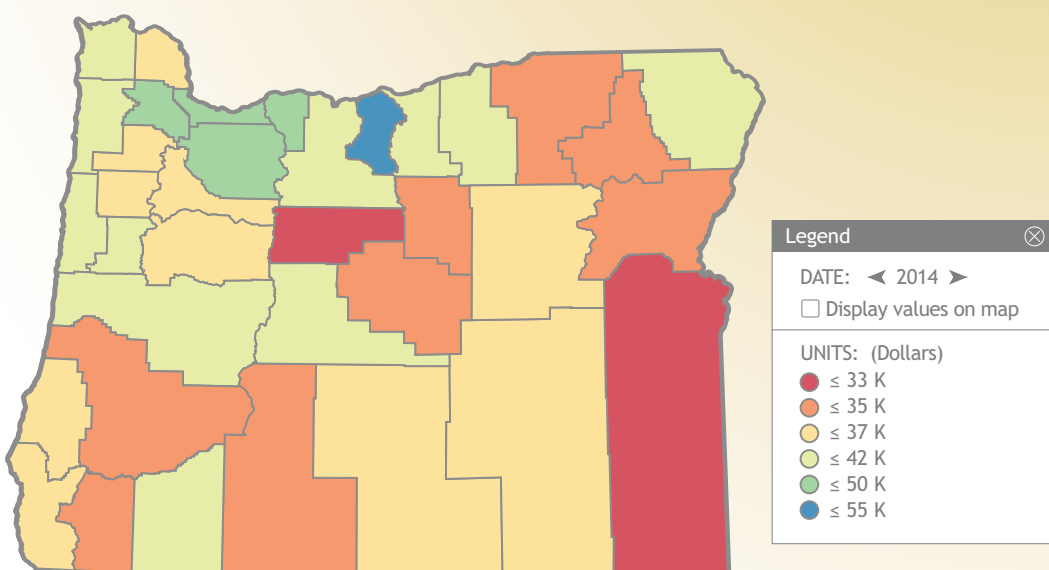 Legend
DATE: ◄ 2014 ➤
Display values on map
UNITS: (Dollars)
≤ 33 K
≤ 35 K
≤ 37 K
≤ 42 K
≤ 50 K
≤ 55 K